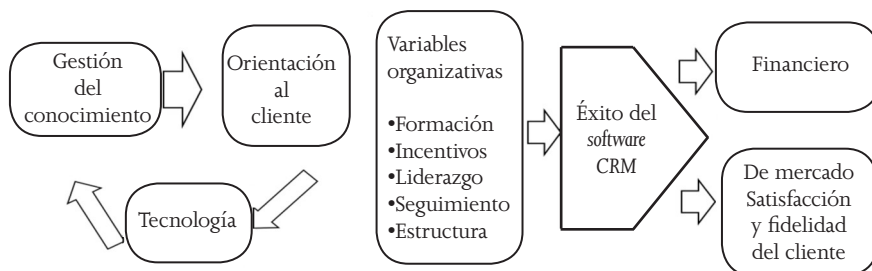 Gestión
del
conocimiento
Orientación
al
cliente
Tecnología
Variables
organizativas
•Formación
•Incentivos
•Liderazgo
•Seguimiento
•Estructura
Éxito del
software
CRM
Financiero
De mercado
Satisfacción
y fidelidad
del cliente